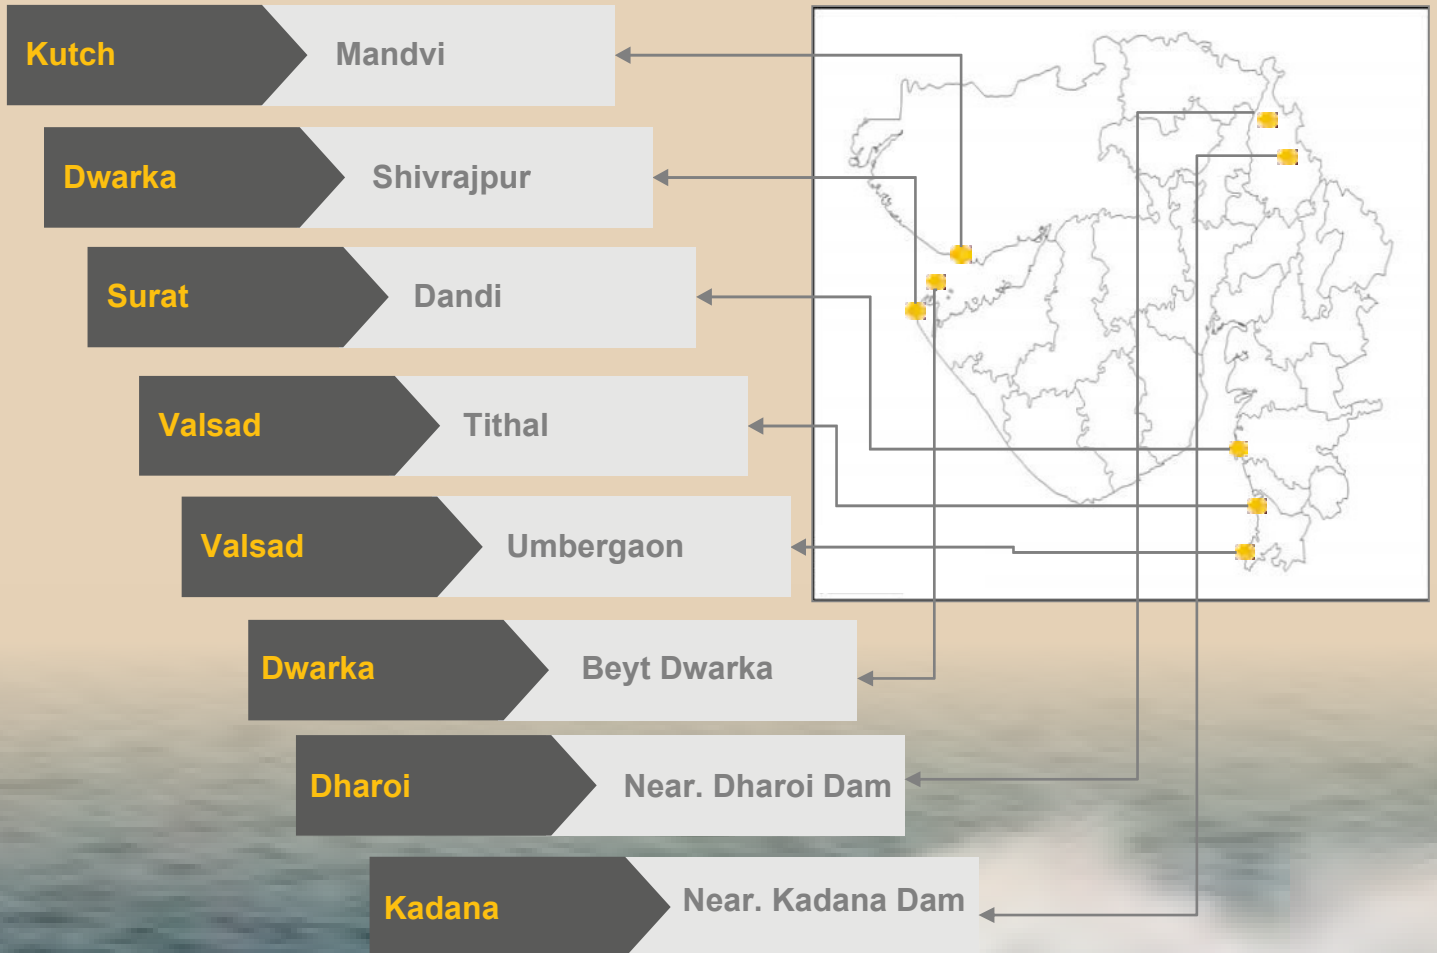 Kutch Mandvi
Dwarka Shivrajpur
Surat Dandi
Valsad Tithal
Valsad Umbergaon
Dwarka Beyt Dwarka
Dharoi Near. Dharoi Dam
Kadana Near. Kadana Dam